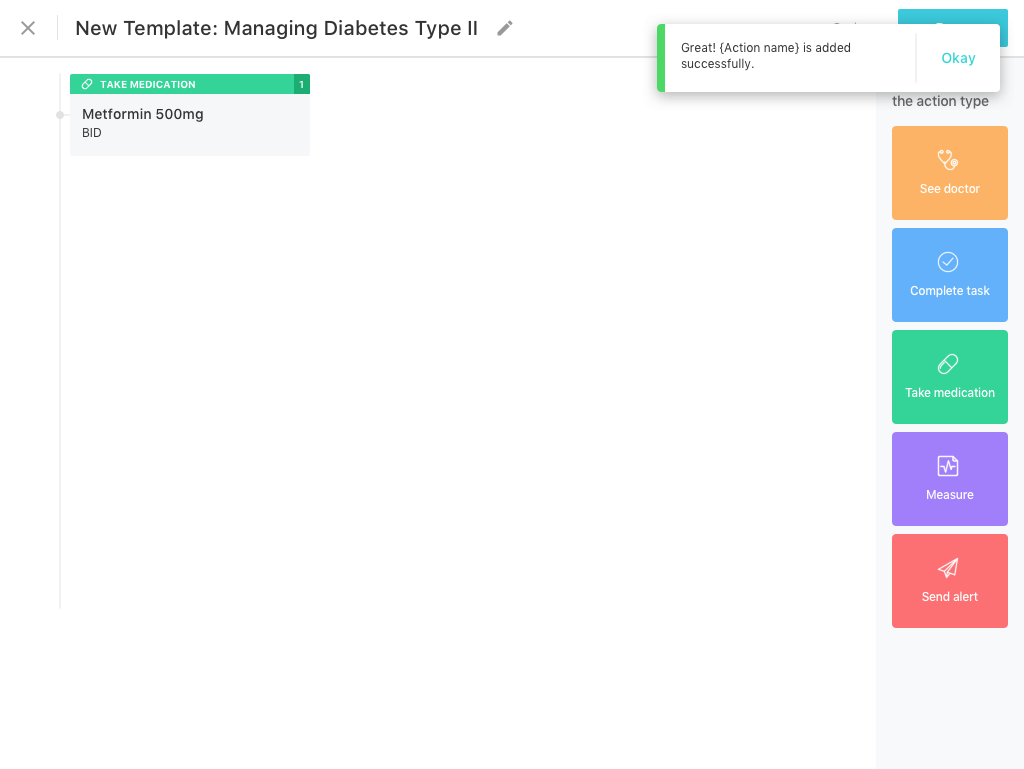 New Template: Managing Diabetes Type II
Great! {Action name} is added
successfully.
Okay
TAKE MEDICATION
1
Metformin 500mg
BID
the action type
See doctor
Complete task
Take medication
Measure
Send alert